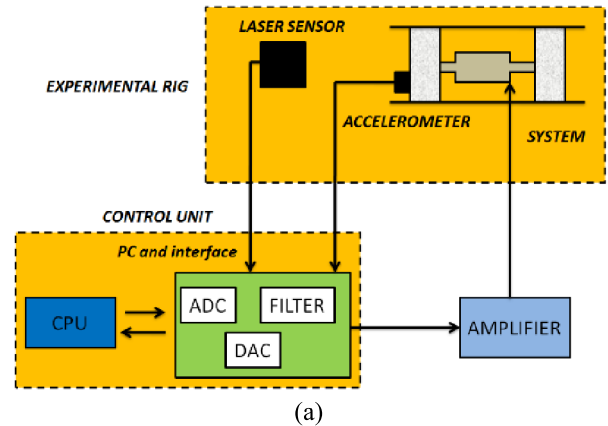 LASER SENSOR
EXPERIMENTAL RIG
ACCELEROMETER
SYSTEM
CONTROL UNIT
PC and interface
ADC
FILTER
CPU
DAC
AMPLIFIER
(a)